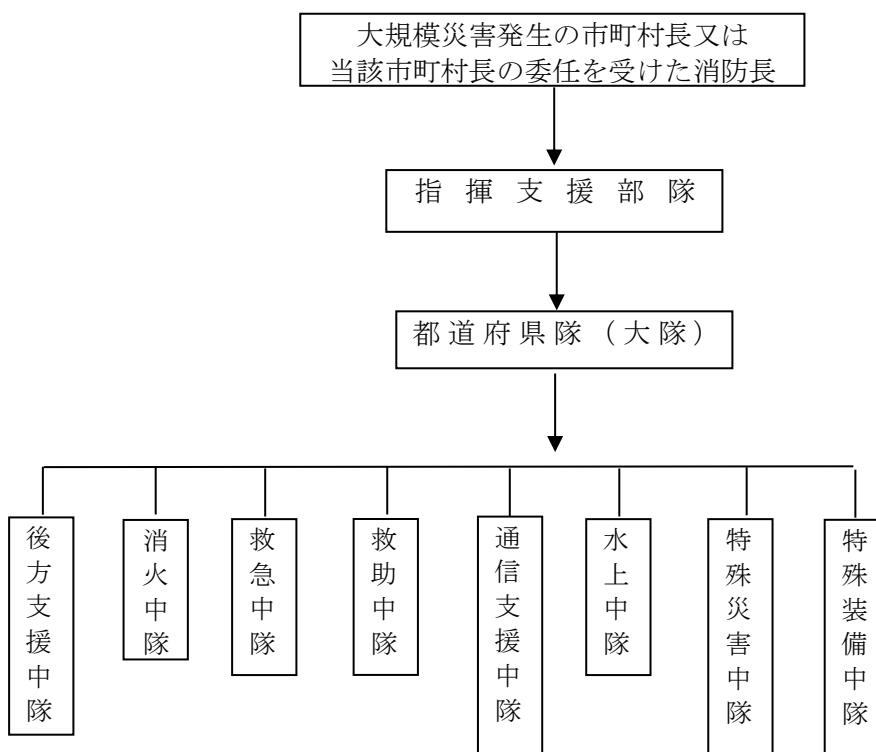 大規模災害発生の市町村長又は
当該市町村長の委任を受けた消防長
指揮支援部隊
都道府県隊(大隊)
後方支援中隊
消火中隊
救急中隊
救助中隊
通信支援中隊
水上中隊
特殊災害中隊
特殊装備中隊